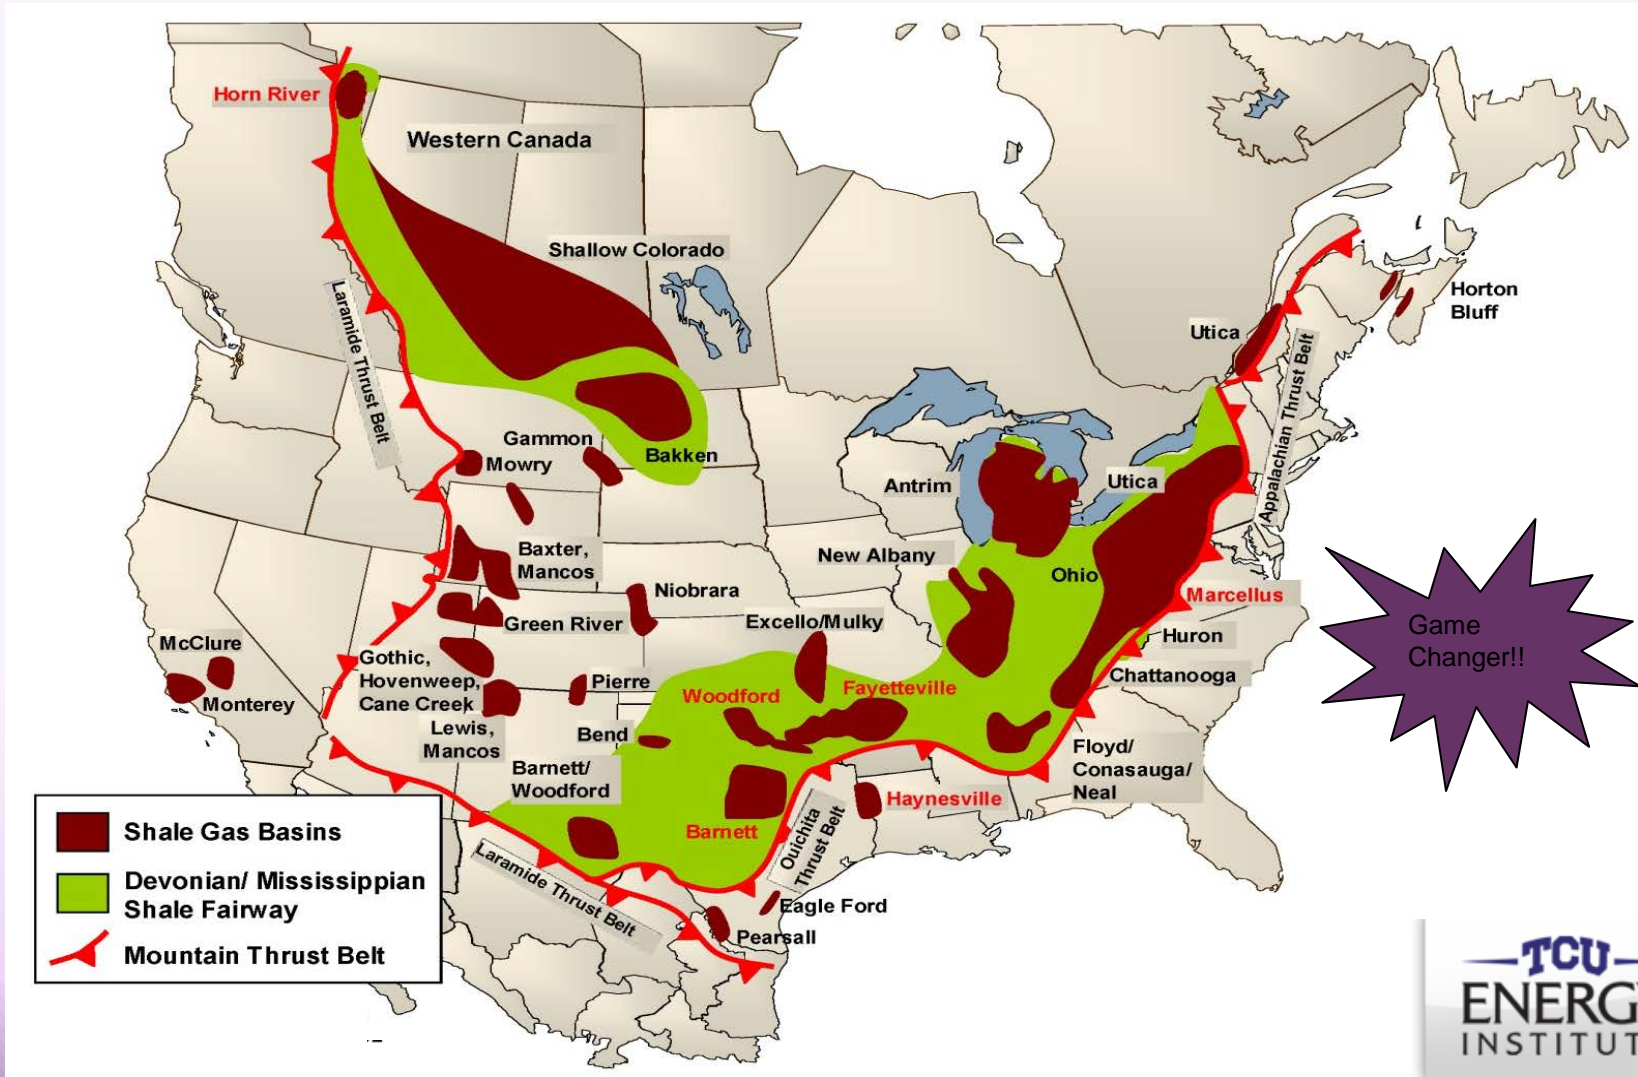 Horn River
Western Canada
Shallow Colorado
Laramide Thrust Belt
Horton
Bluff
Utica
Appalachian Thrust Belt
Gammon
Mowry
Bakken
Antrim
Utica
Baxter,
Mancos
New Albany
Ohio
Niobrara
Marcellus
Green River
Excello/Mulky
Huron
McClure
Gothic,
Hovenweep,
Cane Creek
Chattanooga
Monterey
Pierre
Woodford
Fayetteville
Lewis,
Mancos
Bend
Floyd/
Conasauga/
Neal
Barnett/
Woodford
Haynesville
Barnett
Ouichita
Thrust Belt
Laramide Thrust Belt
Eagle Ford
Pearsall
Game
Changer!!
Shale Gas Basins
Devonian/ Mississippian
Shale Fairway
Mountain Thrust Belt
TCU
ENERG
INSTITUT